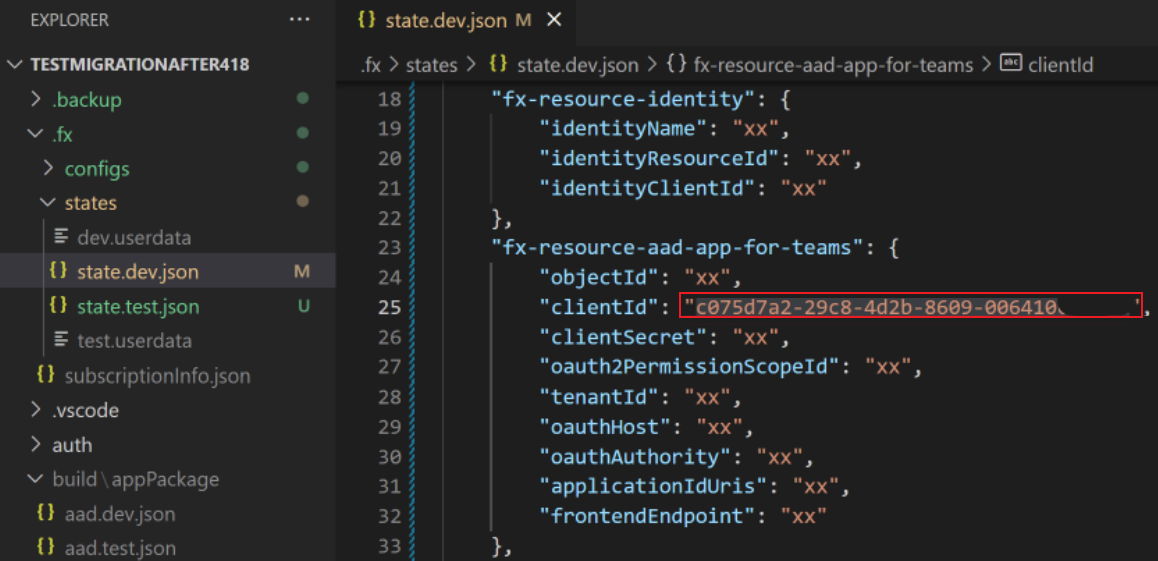 EXPLORER ...
TESTMIGRATIONAFTER418
.backup
.fx
configs
states
dev.userdata
state.dev.json M
state.test.json U
test.userdata
subscriptionInfo.json
.vscode
auth
build\appPackage
aad.dev.json
aad.test.json
{} state.dev.json M ×
.fx > states > {} state.dev.json > {} fx-resource-aad-app-for-teams > abc clientId
18 "fx-resource-identity": {
19 "identityName": "xx",
20 "identityResourceId": "xx",
21 "identityClientId": "xx"
22 },
23 "fx-resource-aad-app-for-teams": {
24 "objectId": "xx",
25 "clientId": "c075d7a2-29c8-4d2b-8609-006410 ",
26 "clientSecret": "xx",
27 "oauth2PermissionScopeId": "xx",
28 "tenantId": "xx",
29 "oauthHost": "xx",
30 "oauthAuthority": "xx",
31 "applicationIdUris": "xx",
32 "frontendEndpoint": "xx"
33 },